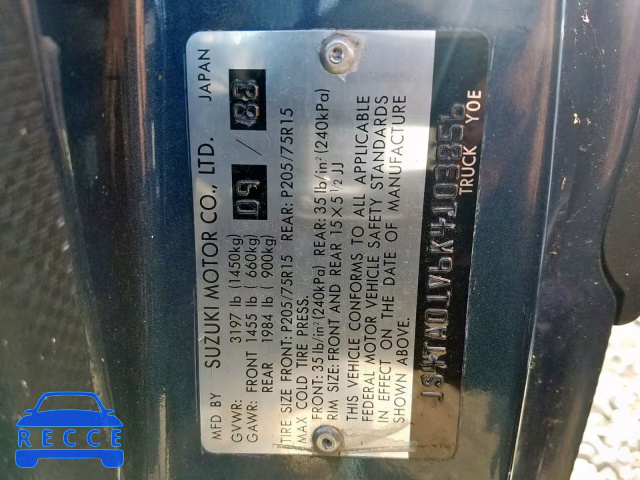 MFD BY SUZUKI MOTOR CO., LTD. JAPAN
GVWR: 3197 lb (1450kg) 09 / 88
GAWR: FRONT 1455 lb ( 660kg)
REAR 1984 lb ( 900kg)
TIRE SIZE FRONT: P205/75R15 REAR: P205/75R15
MAX COLD TIRE PRESS.
FRONT: 35 lb/in² (240kPa) REAR: 35 lb/in² (240kPa)
RIM SIZE: FRONT AND REAR 15×5 1/2 JJ
THIS VEHICLE CONFORMS TO ALL APPLICABLE
FEDERAL MOTOR VEHICLE SAFETY STANDARDS
IN EFFECT ON THE DATE OF MANUFACTURE
SHOWN ABOVE.
JS4TA01V6K4103856
TRUCK Y0E
RECCE